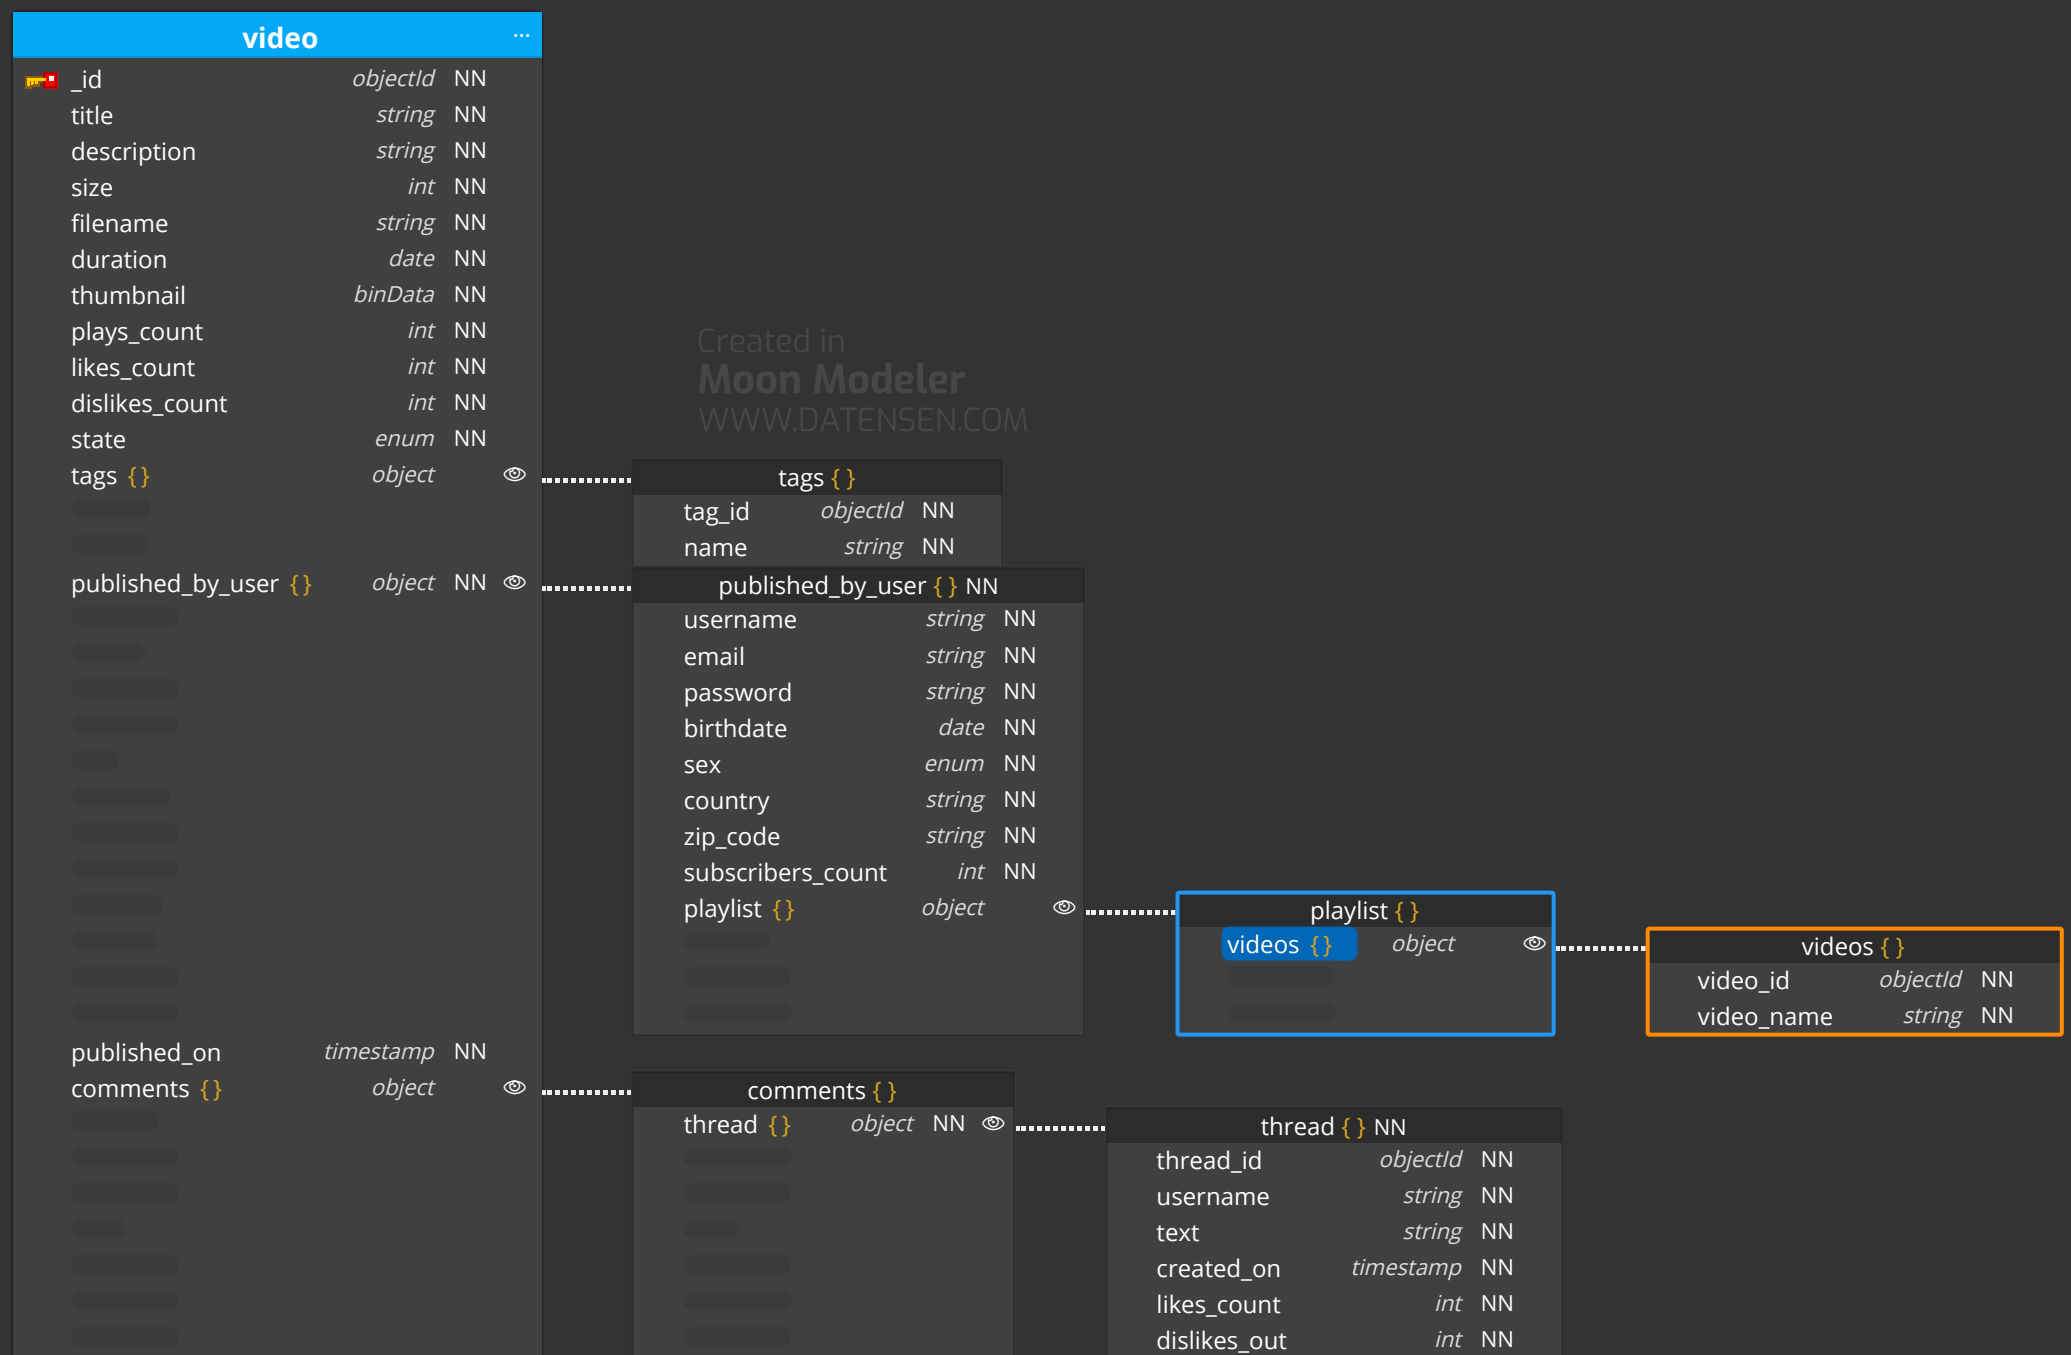 video ...
_id objectId NN
title string NN
description string NN
size int NN
filename string NN
duration date NN
thumbnail binData NN
plays_count int NN
likes_count int NN
dislikes_count int NN
state enum NN
tags {} object
published_by_user {} object NN
published_on timestamp NN
comments {} object
Created in
Moon Modeler
WWW.DATENSEN.COM
tags { }
tag_id objectId NN
name string NN
published_by_user { } NN
username string NN
email string NN
password string NN
birthdate date NN
sex enum NN
country string NN
zip_code string NN
subscribers_count int NN
playlist {} object
playlist { }
videos {} object
videos { }
video_id objectId NN
video_name string NN
comments { }
thread {} object NN
thread { } NN
thread_id objectId NN
username string NN
text string NN
created_on timestamp NN
likes_count int NN
dislikes_out int NN